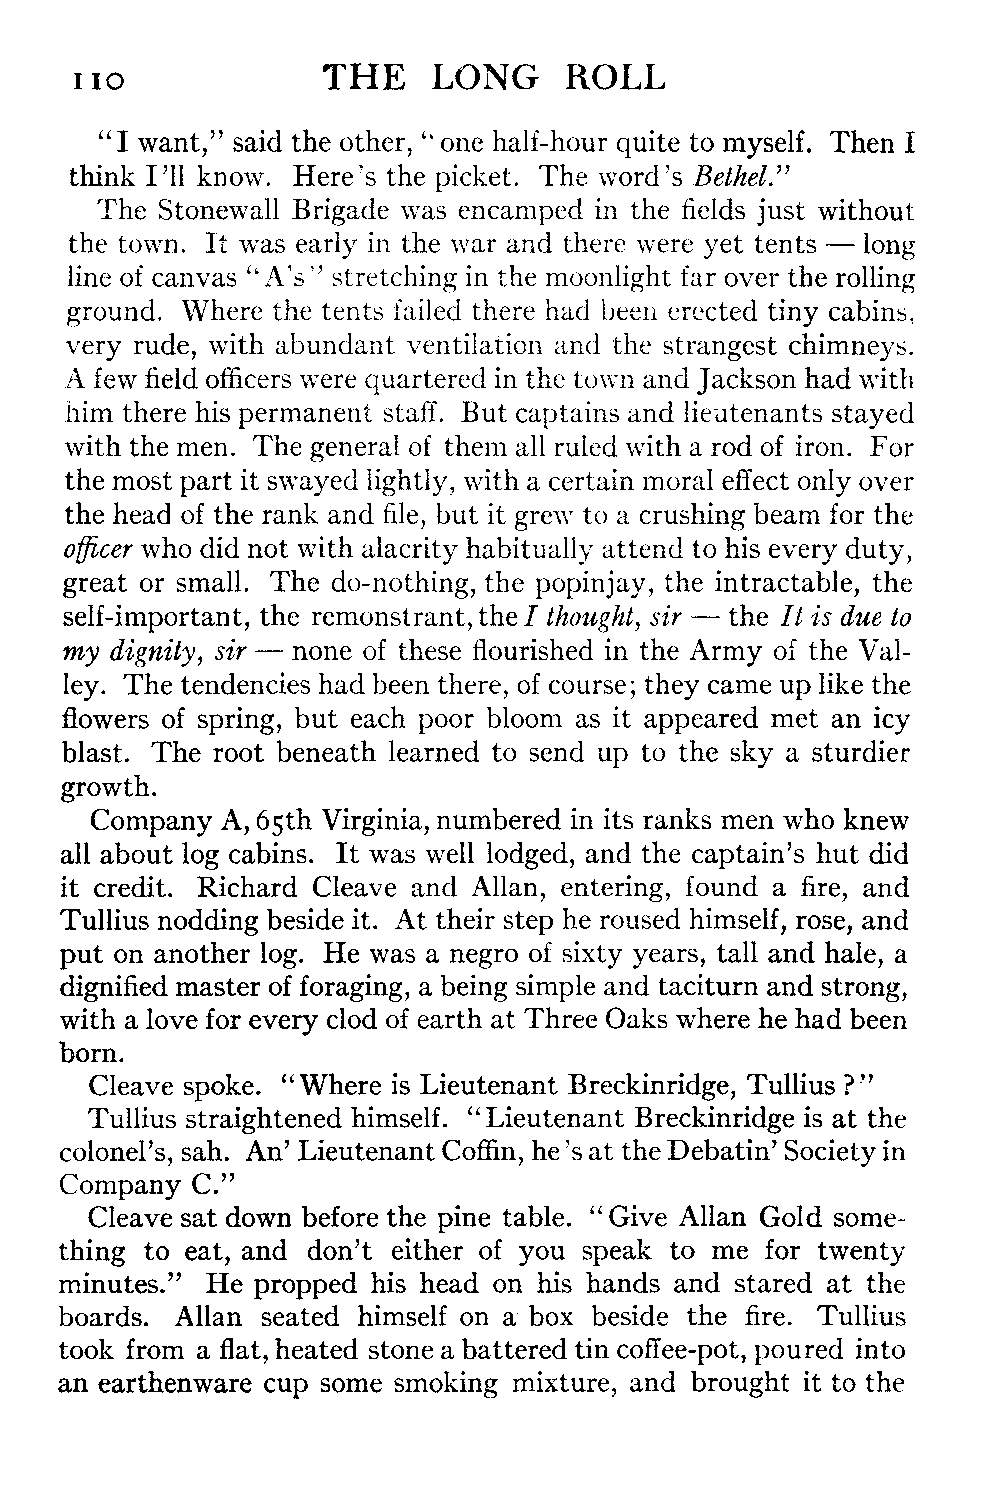 110 THE LONG ROLL
"I want," said the other, "one half-hour quite to myself. Then I
think I'll know. Here's the picket. The word's Bethel."
The Stonewall Brigade was encamped in the fields just without
the town. It was early in the war and there were yet tents — long
line of canvas "A's" stretching in the moonlight far over the rolling
ground. Where the tents failed there had been erected tiny cabins,
very rude, with abundant ventilation and the strangest chimneys.
A few field officers were quartered in the town and Jackson had with
him there his permanent staff. But captains and lieutenants stayed
with the men. The general of them all ruled with a rod of iron. For
the most part it swayed lightly, with a certain moral effect only over
the head of the rank and file, but it grew to a crushing beam for the
officer who did not with alacrity habitually attend to his every duty,
great or small. The do-nothing, the popinjay, the intractable, the
self-important, the remonstrant, the I thought, sir — the It is due to
my dignity, sir — none of these flourished in the Army of the Val-
ley. The tendencies had been there, of course; they came up like the
flowers of spring, but each poor bloom as it appeared met an icy
blast. The root beneath learned to send up to the sky a sturdier
growth.
Company A, 65th Virginia, numbered in its ranks men who knew
all about log cabins. It was well lodged, and the captain's hut did
it credit. Richard Cleave and Allan, entering, found a fire, and
Tullius nodding beside it. At their step he roused himself, rose, and
put on another log. He was a negro of sixty years, tall and hale, a
dignified master of foraging, a being simple and taciturn and strong,
with a love for every clod of earth at Three Oaks where he had been
born.
Cleave spoke. "Where is Lieutenant Breckinridge, Tullius?"
Tullius straightened himself. "Lieutenant Breckinridge is at the
colonel's, sah. An' Lieutenant Coffin, he's at the Debatin' Society in
Company C."
Cleave sat down before the pine table. "Give Allan Gold some-
thing to eat, and don't either of you speak to me for twenty
minutes." He propped his head on his hands and stared at the
boards. Allan seated himself on a box beside the fire. Tullius
took from a flat, heated stone a battered tin coffee-pot, poured into
an earthenware cup some smoking mixture, and brought it to the